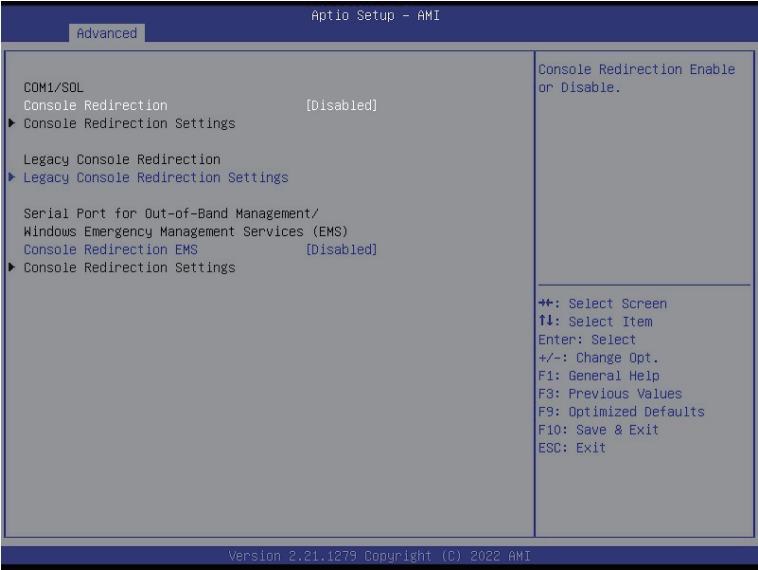 Aptio Setup – AMI
Advanced
COM1/SOL
Console Redirection [Disabled]
Console Redirection Settings
Legacy Console Redirection
Legacy Console Redirection Settings
Serial Port for Out-of-Band Management/
Windows Emergency Management Services (EMS)
Console Redirection EMS [Disabled]
Console Redirection Settings
Console Redirection Enable
or Disable.
→←: Select Screen
↑↓: Select Item
Enter: Select
+/-: Change Opt.
F1: General Help
F3: Previous Values
F9: Optimized Defaults
F10: Save & Exit
ESC: Exit
Version 2.21.1279 Copyright (C) 2022 AMI